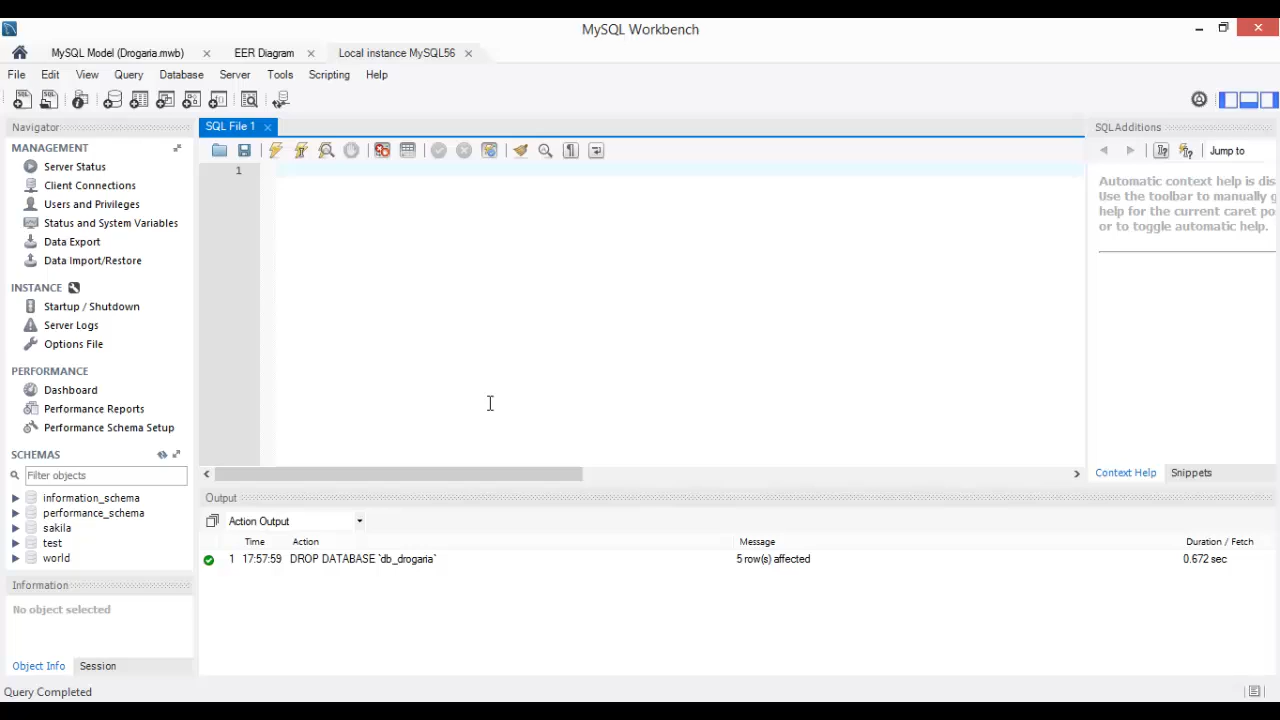 MySQL Workbench
MySQL Model (Drogaria.mwb)
EER Diagram
Local instance MySQL56
File Edit View Query Database Server Tools Scripting Help
Navigator
MANAGEMENT
Server Status
Client Connections
Users and Privileges
Status and System Variables
Data Export
Data Import/Restore
INSTANCE
Startup / Shutdown
Server Logs
Options File
PERFORMANCE
Dashboard
Performance Reports
Performance Schema Setup
SCHEMAS
Filter objects
information_schema
performance_schema
sakila
test
world
Information
No object selected
Object Info Session
Query Completed
SQL File 1
1
SQLAdditions
Jump to
Automatic context help is dis
Use the toolbar to manually g
help for the current caret po
or to toggle automatic help.
Context Help Snippets
Output
Action Output
Time Action Message Duration / Fetch
1 17:57:59 DROP DATABASE `db_drogaria` 5 row(s) affected 0.672 sec